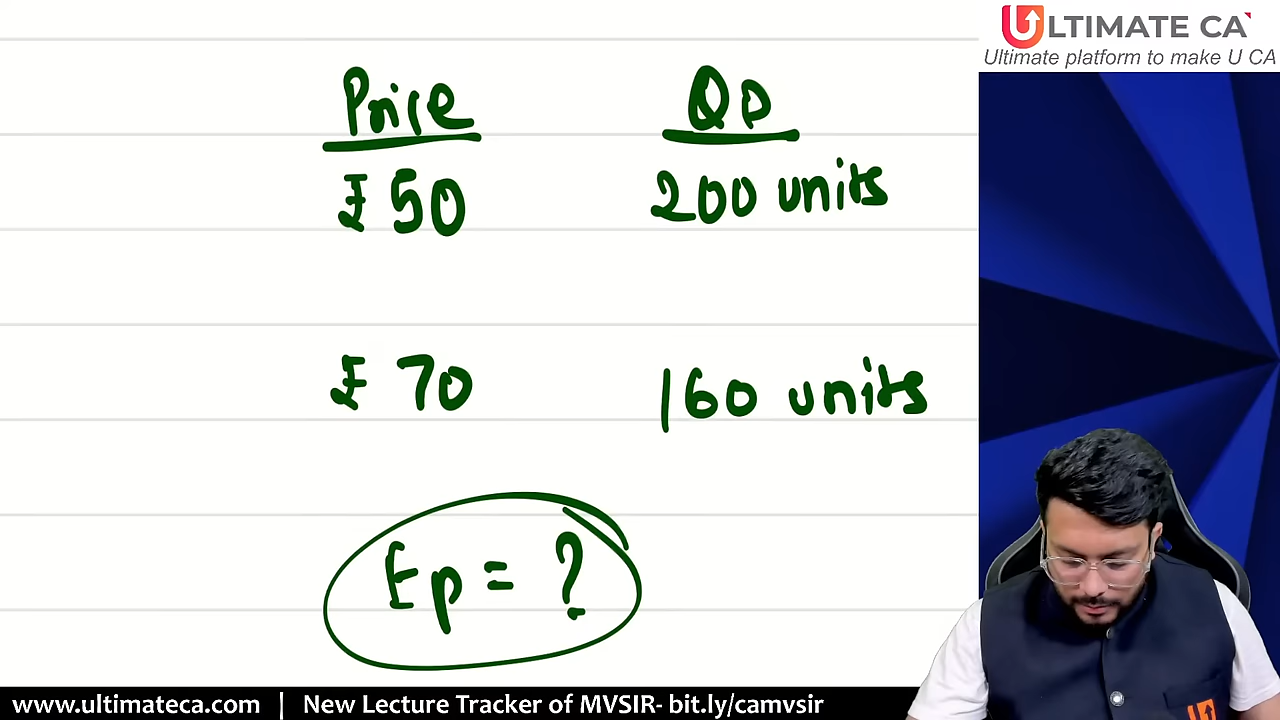 ULTIMATE CA
Ultimate platform to make U CA
Price QD
₹50 200 units
₹ 70 160 units
Ep = ?
www.ultimateca.com | New Lecture Tracker of MVSIR- bit.ly/camvsir